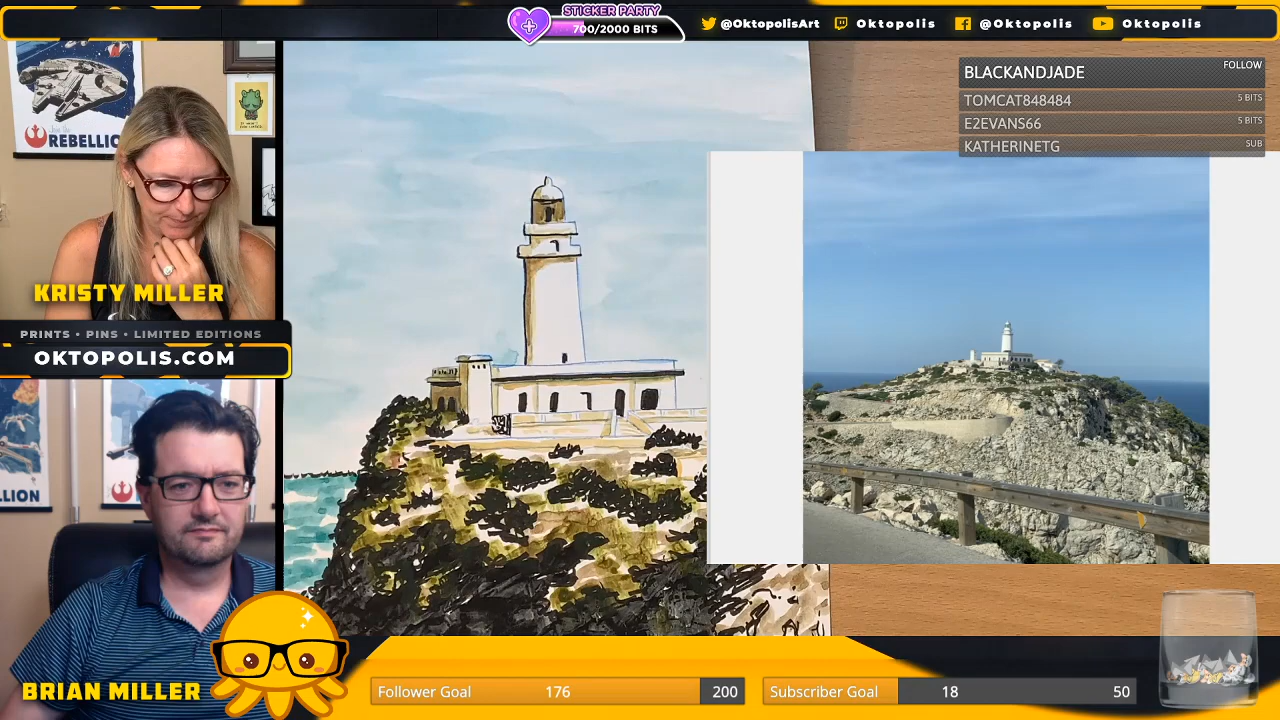 STICKER PARTY
700/2000 BITS
@OktopolisArt
Oktopolis
@Oktopolis
Oktopolis
BLACKANDJADE FOLLOW
TOMCAT848484 5 BITS
E2EVANS66 5 BITS
KATHERINETG SUB
Join the
REBELLIO
KRISTY MILLER
PRINTS • PINS • LIMITED EDITIONS
OKTOPOLIS.COM
LLION
BRIAN MILLER
Follower Goal 176 200
Subscriber Goal 18 50